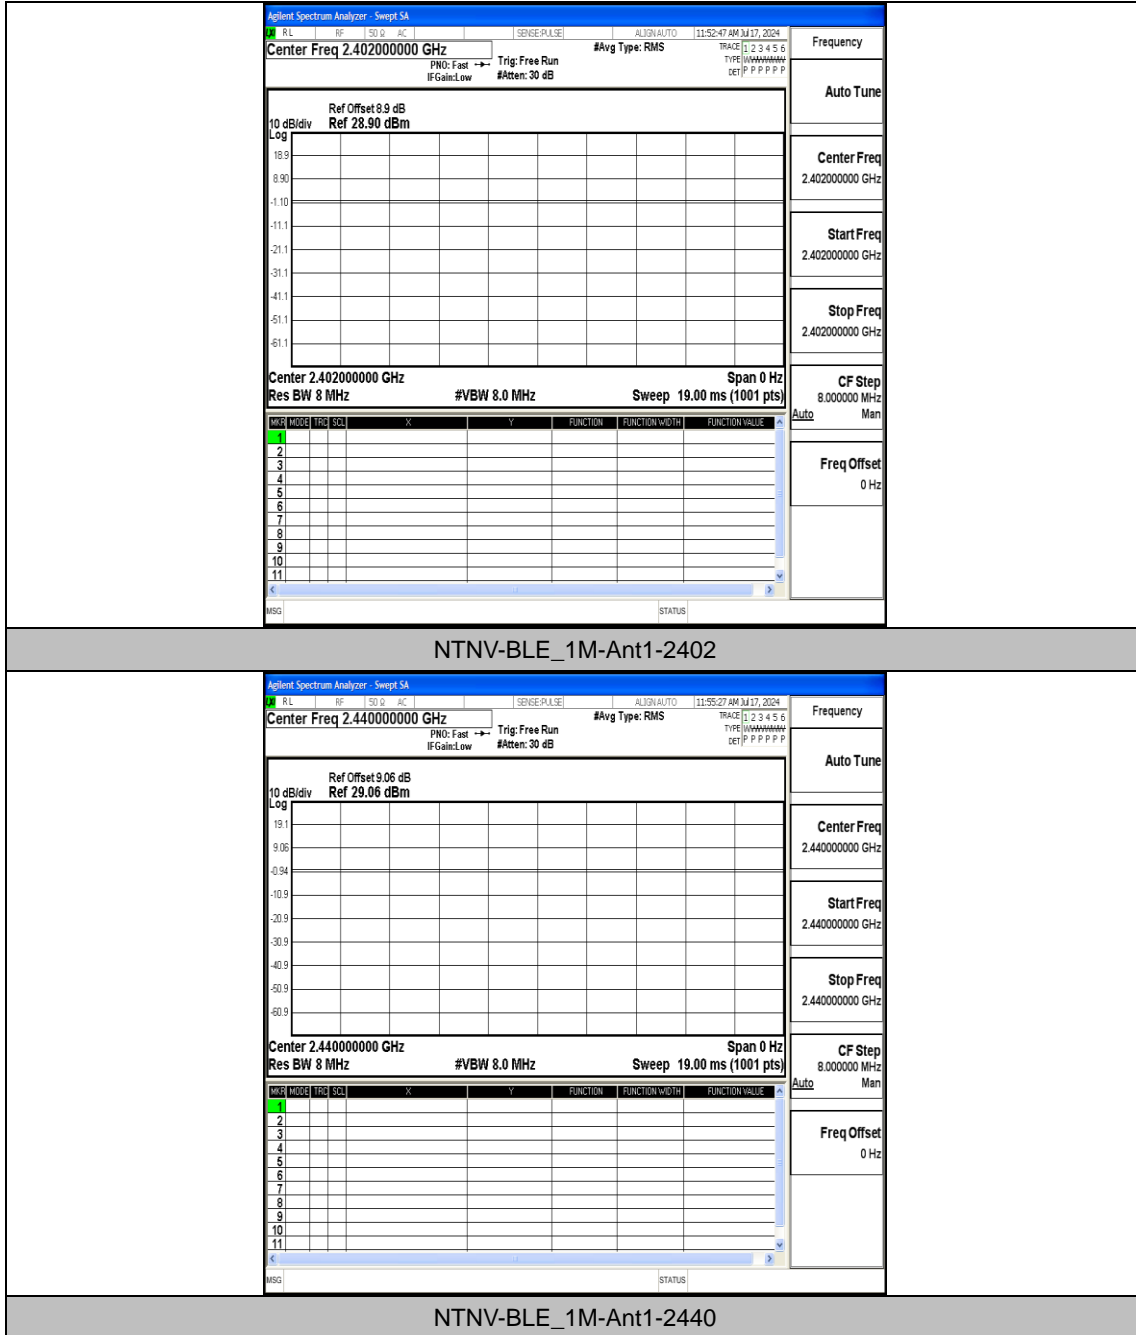 Agilent Spectrum Analyzer - Swept SA
RL RF 50 Ω AC SENSE:PULSE ALIGNAUTO 11:52:47 AM Jul 17, 2024
Center Freq 2.402000000 GHz #Avg Type: RMS TRACE 1 2 3 4 5 6
PNO: Fast Trig: Free Run TYPE
IFGain:Low #Atten: 30 dB DET P P P P P P
Ref Offset 8.9 dB
10 dB/div Ref 28.90 dBm
Log
18.9
8.90
-1.10
-11.1
-21.1
-31.1
-41.1
-51.1
-61.1
Center 2.402000000 GHz Span 0 Hz
Res BW 8 MHz #VBW 8.0 MHz Sweep 19.00 ms (1001 pts)
MKR MODE TRC SCL X Y FUNCTION FUNCTION WIDTH FUNCTION VALUE
1
2
3
4
5
6
7
8
9
10
11
MSG STATUS
Frequency
Auto Tune
Center Freq
2.402000000 GHz
Start Freq
2.402000000 GHz
Stop Freq
2.402000000 GHz
CF Step
8.000000 MHz
Auto Man
Freq Offset
0 Hz
NTNV-BLE_1M-Ant1-2402
Agilent Spectrum Analyzer - Swept SA
RL RF 50 Ω AC SENSE:PULSE ALIGNAUTO 11:55:27 AM Jul 17, 2024
Center Freq 2.440000000 GHz #Avg Type: RMS TRACE 1 2 3 4 5 6
PNO: Fast Trig: Free Run TYPE
IFGain:Low #Atten: 30 dB DET P P P P P P
Ref Offset 9.06 dB
10 dB/div Ref 29.06 dBm
Log
19.1
9.06
-0.94
-10.9
-20.9
-30.9
-40.9
-50.9
-60.9
Center 2.440000000 GHz Span 0 Hz
Res BW 8 MHz #VBW 8.0 MHz Sweep 19.00 ms (1001 pts)
MKR MODE TRC SCL X Y FUNCTION FUNCTION WIDTH FUNCTION VALUE
1
2
3
4
5
6
7
8
9
10
11
MSG STATUS
Frequency
Auto Tune
Center Freq
2.440000000 GHz
Start Freq
2.440000000 GHz
Stop Freq
2.440000000 GHz
CF Step
8.000000 MHz
Auto Man
Freq Offset
0 Hz
NTNV-BLE_1M-Ant1-2440